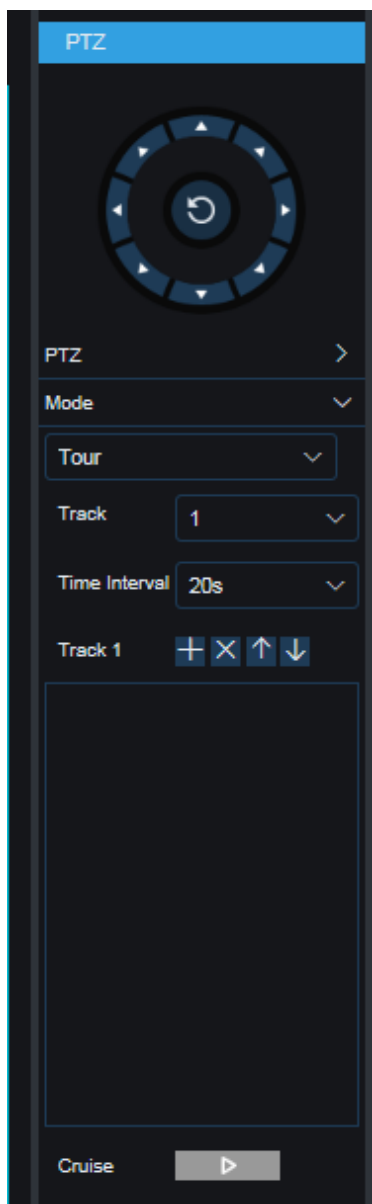 PTZ
PTZ
Mode
Tour
Track 1
Time Interval 20s
Track 1
Cruise